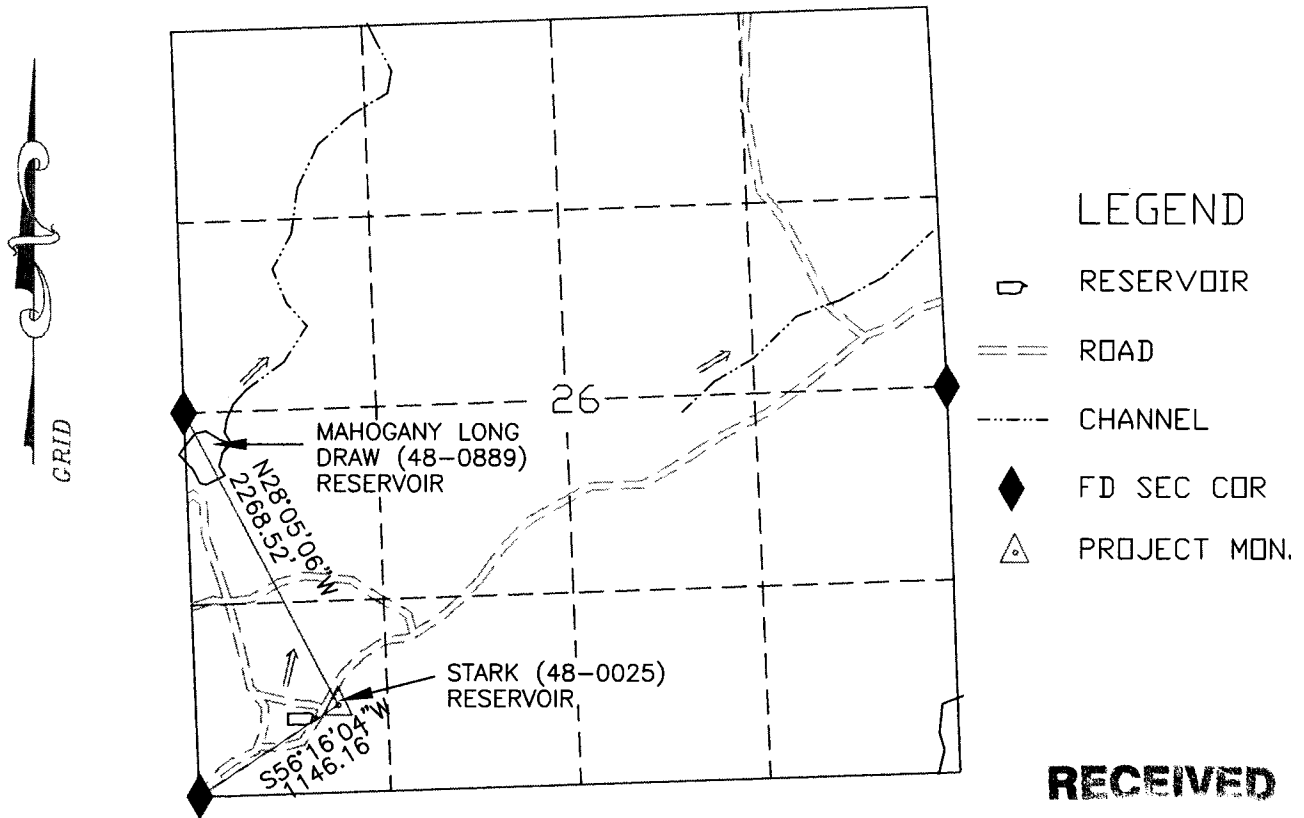 GRID
26
MAHOGANY LONG
DRAW (48-0889)
RESERVOIR
N28°05'06"W
2268.52'
STARK (48-0025)
RESERVOIR
S56°16'04"W
1146.16
LEGEND
RESERVOIR
ROAD
CHANNEL
FD SEC COR
PROJECT MON.
RECEIVED